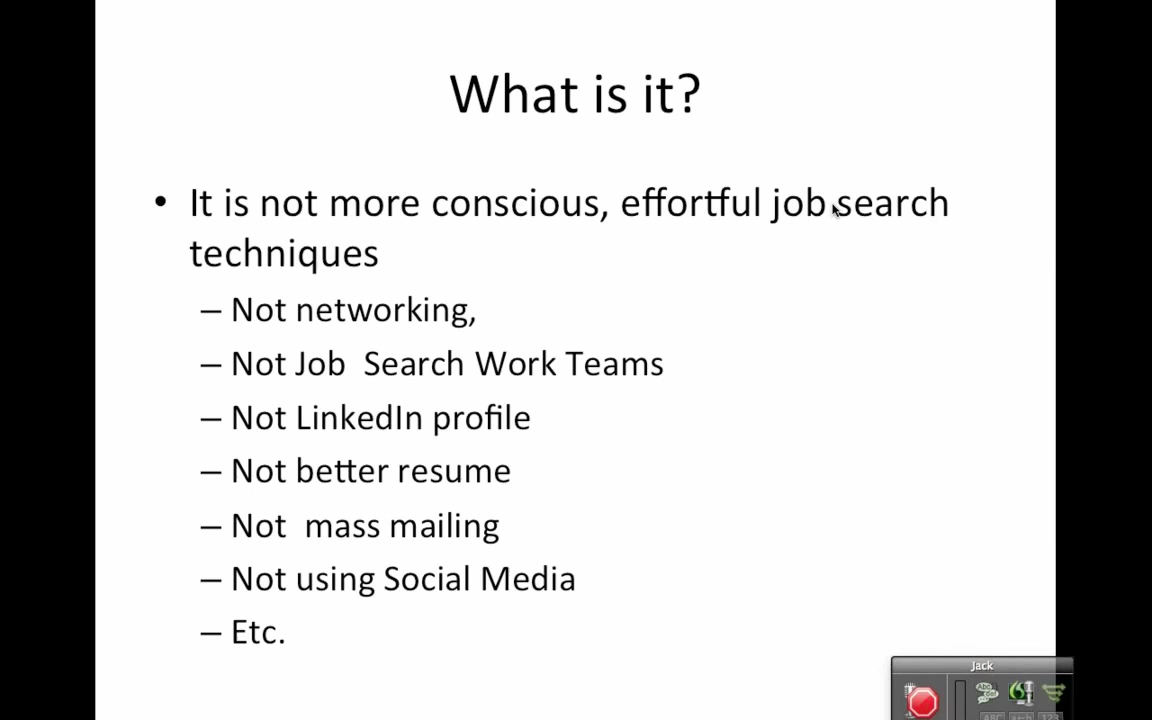 What is it?
• It is not more conscious, effortful job search
techniques
– Not networking,
– Not Job  Search Work Teams
– Not LinkedIn profile
– Not better resume
– Not  mass mailing
– Not using Social Media
– Etc.
Jack